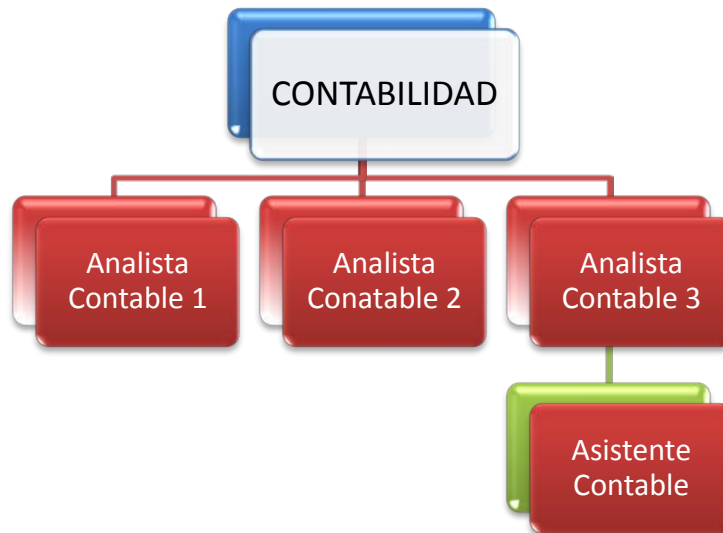 CONTABILIDAD
Analista
Contable 1
Analista
Conatable 2
Analista
Contable 3
Asistente
Contable